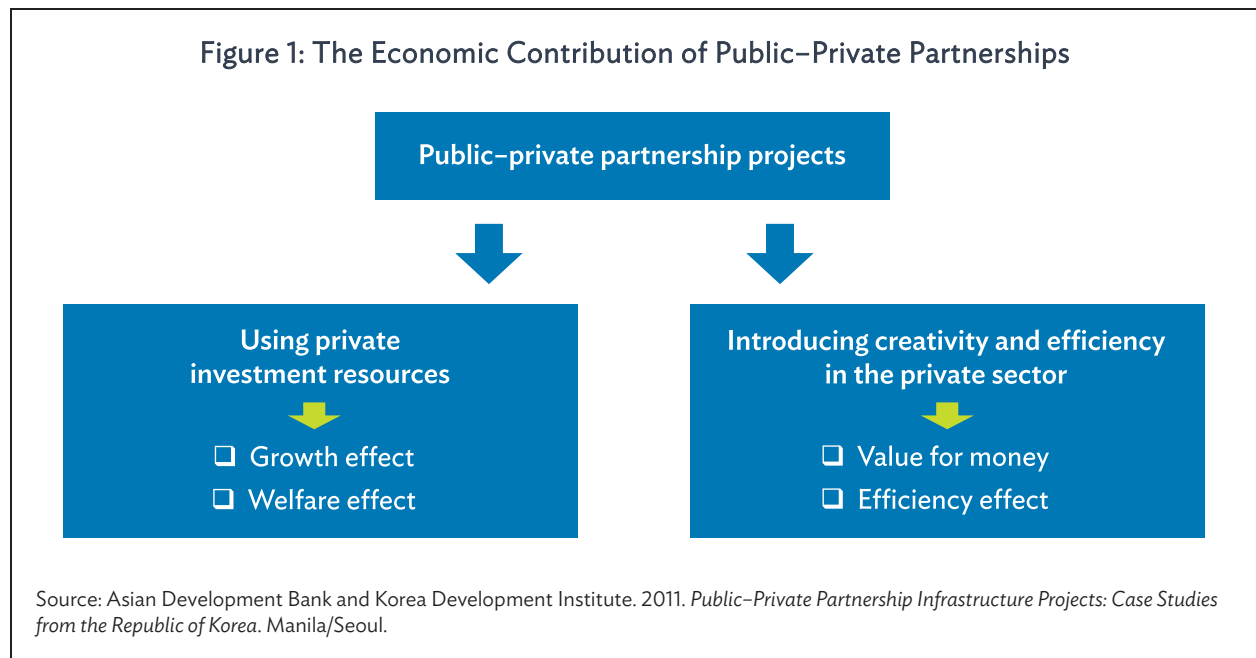 Figure 1: The Economic Contribution of Public–Private Partnerships
Public–private partnership projects
Using private
investment resources
❑ Growth effect
❑ Welfare effect
Introducing creativity and efficiency
in the private sector
❑ Value for money
❑ Efficiency effect
Source: Asian Development Bank and Korea Development Institute. 2011. Public–Private Partnership Infrastructure Projects: Case Studies
from the Republic of Korea. Manila/Seoul.